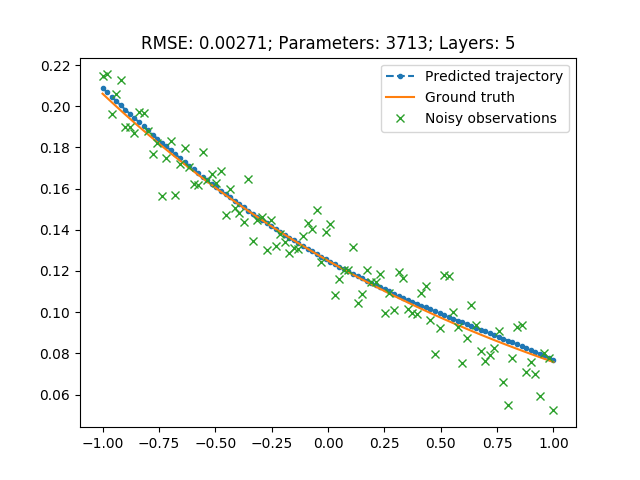 RMSE: 0.00271; Parameters: 3713; Layers: 5
Predicted trajectory
Ground truth
Noisy observations
0.22
0.20
0.18
0.16
0.14
0.12
0.10
0.08
0.06
−1.00 −0.75 −0.50 −0.25 0.00 0.25 0.50 0.75 1.00